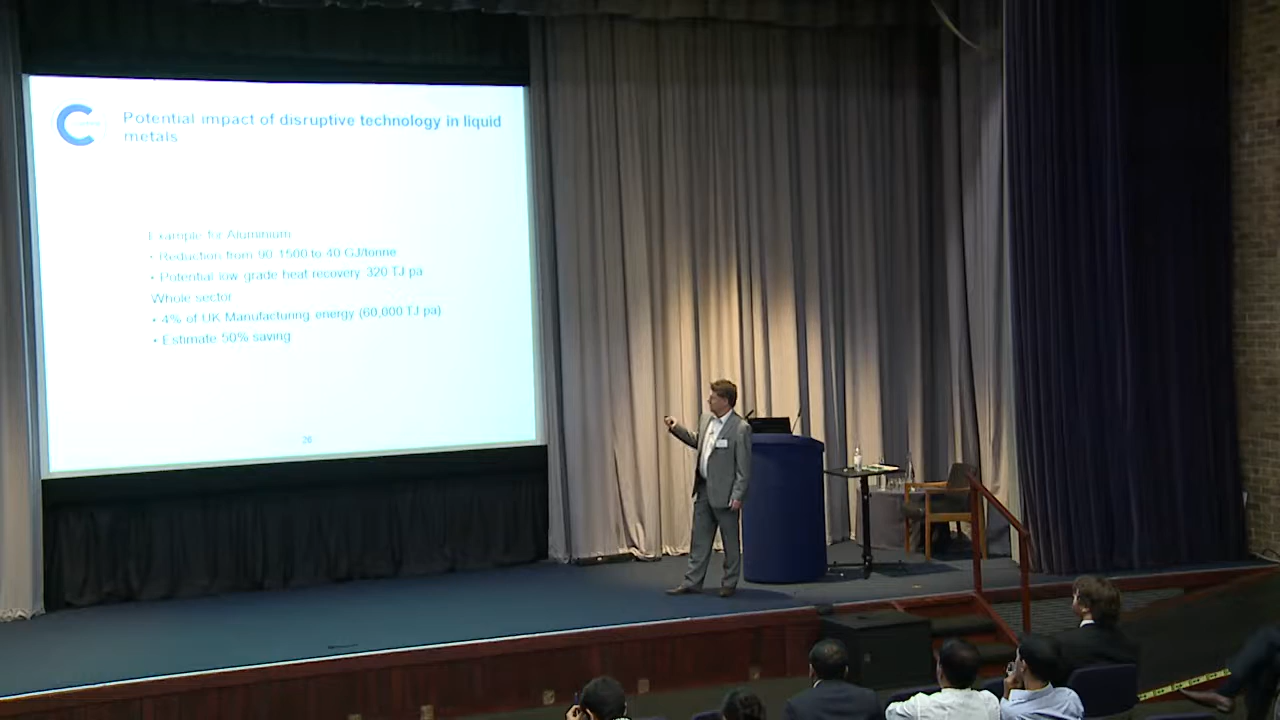 Potential impact of disruptive technology in liquid
metals
Example for Aluminium
• Reduction from 90-1500 to 40 GJ/tonne
• Potential low grade heat recovery 320 TJ pa
Whole sector
• 4% of UK Manufacturing energy (60,000 TJ pa)
• Estimate 50% saving
26